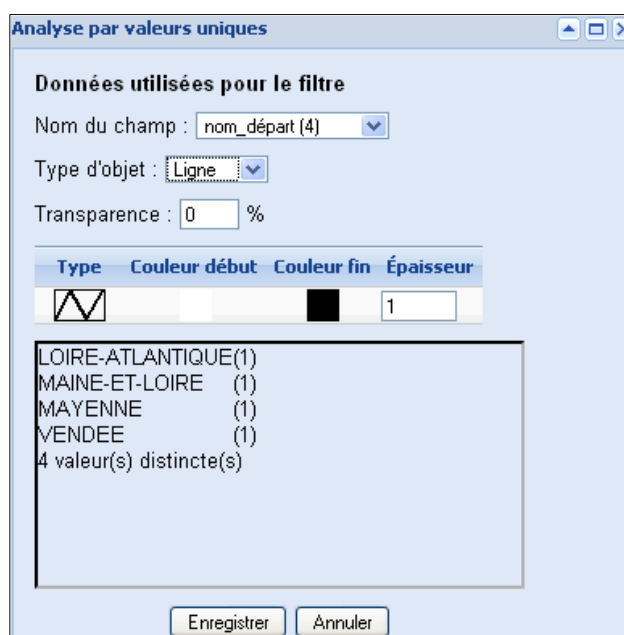 Analyse par valeurs uniques
Données utilisées pour le filtre
Nom du champ : nom_départ (4)
Type d'objet : Ligne
Transparence : 0 %
Type Couleur début Couleur fin Épaisseur
1
LOIRE-ATLANTIQUE(1)
MAINE-ET-LOIRE (1)
MAYENNE (1)
VENDEE (1)
4 valeur(s) distincte(s)
Enregistrer Annuler